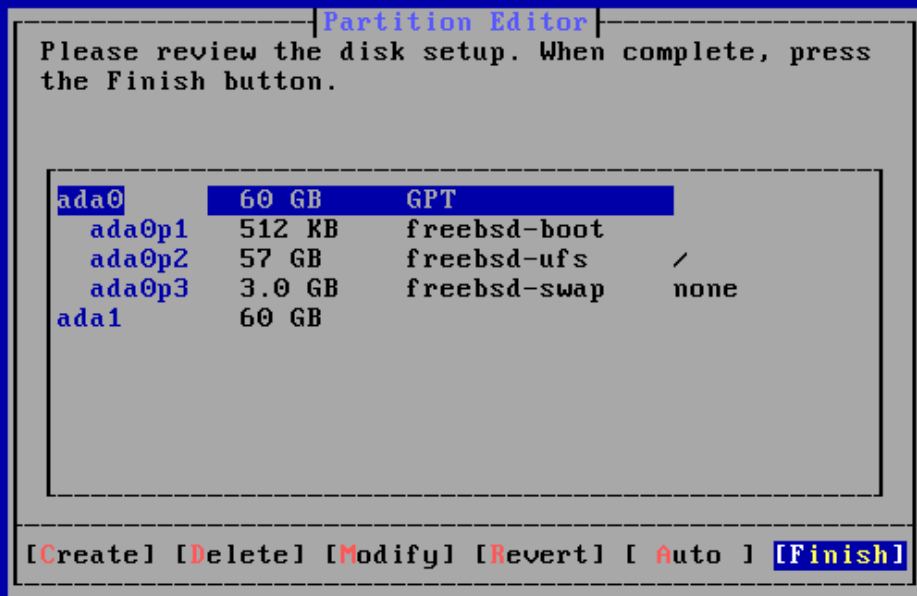 Partition Editor
Please review the disk setup. When complete, press
the Finish button.
ada0 60 GB GPT
ada0p1 512 KB freebsd-boot
ada0p2 57 GB freebsd-ufs /
ada0p3 3.0 GB freebsd-swap none
ada1 60 GB
[Create] [Delete] [Modify] [Revert] [ Auto ] [Finish]